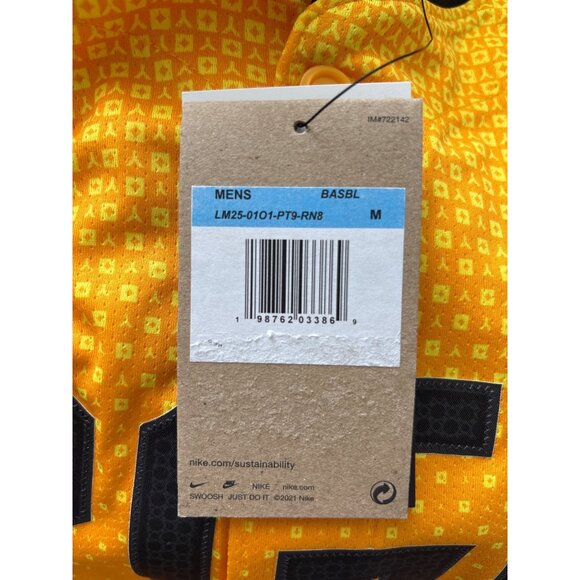 IM#722142
MENS BASBL
LM25-01O1-PT9-RN8 M
1 98762 03386 9
nike.com/sustainability
NIKE nike.com
SWOOSH JUST DO IT ©2021 Nike